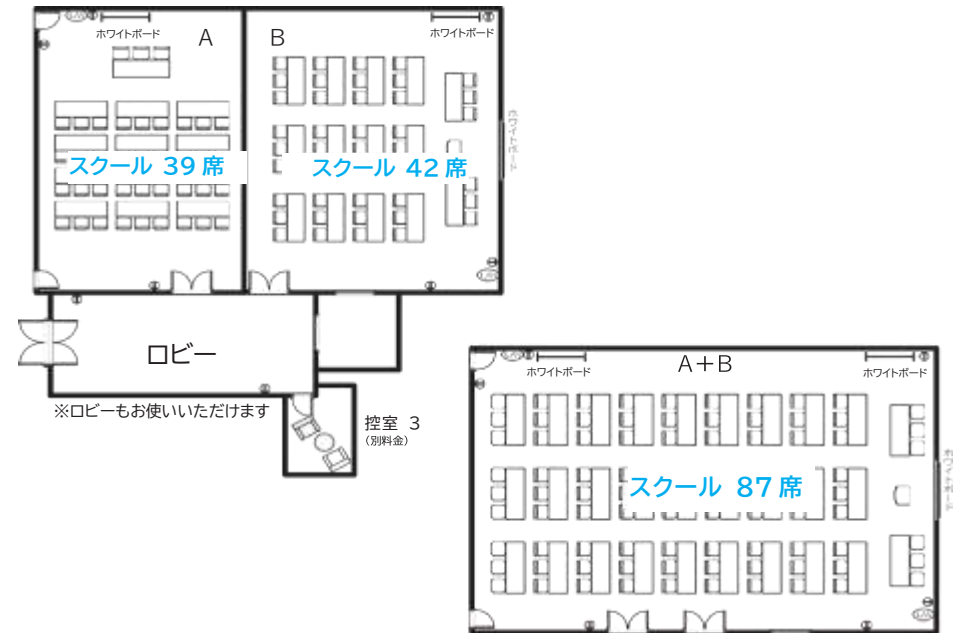 ホワイトボード
A
B
ホワイトボード
スクール 39 席
スクール 42 席
ロビー
※ロビーもお使いいただけます
控室 3
(別料金)
ホワイトボード
A+B
ホワイトボード
スクール 87 席